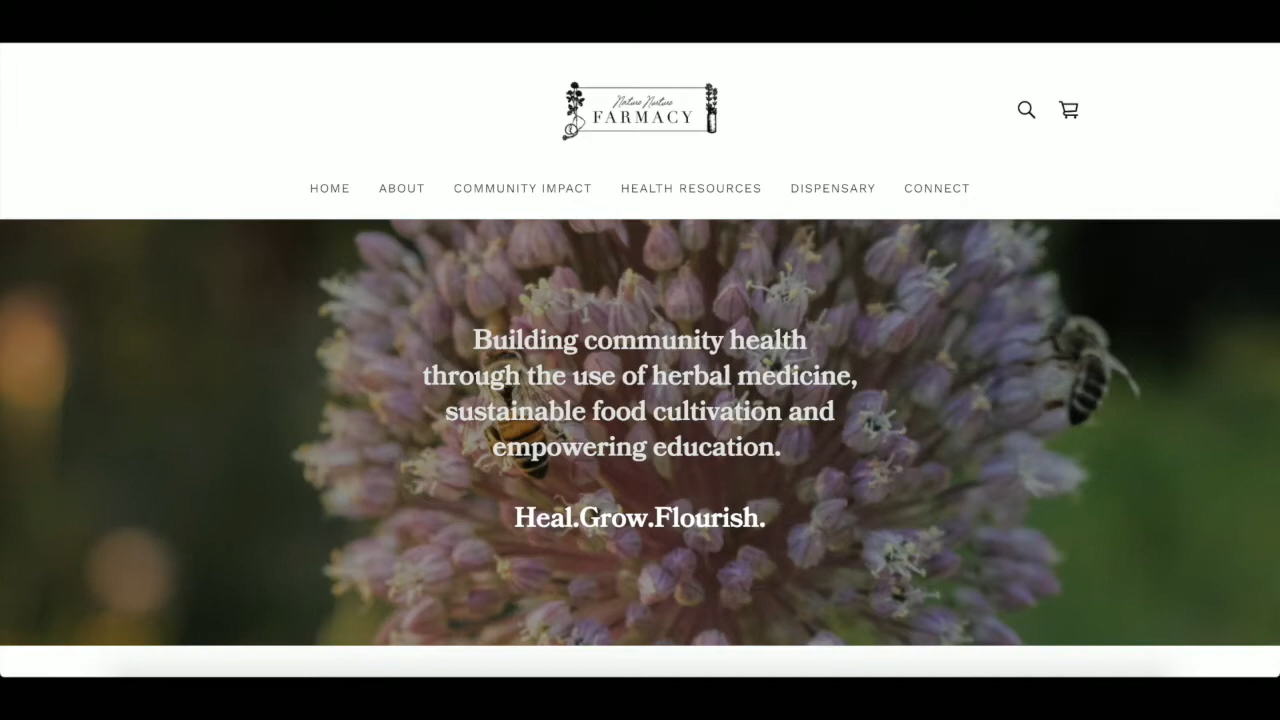 Nature Nurture
FARMACY
HOME ABOUT COMMUNITY IMPACT HEALTH RESOURCES DISPENSARY CONNECT
Building community health
through the use of herbal medicine,
sustainable food cultivation and
empowering education.
Heal.Grow.Flourish.